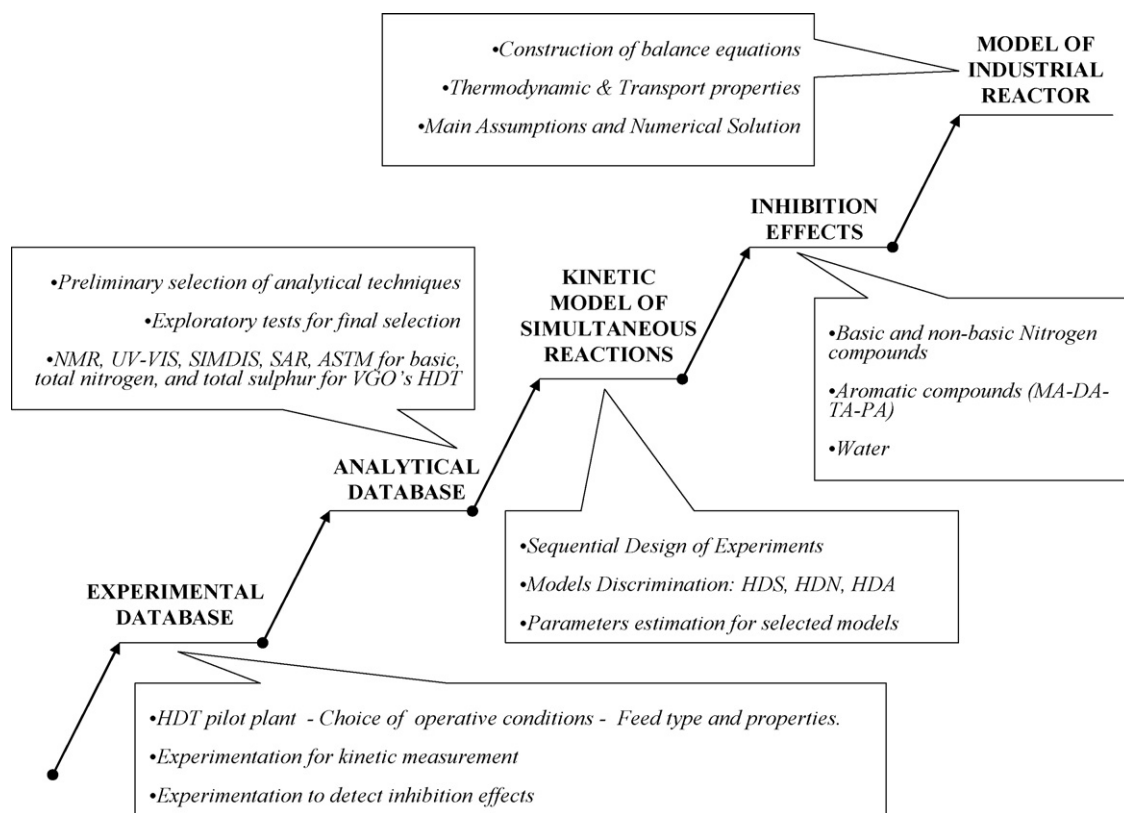 •Construction of balance equations
•Thermodynamic & Transport properties
•Main Assumptions and Numerical Solution
MODEL OF
INDUSTRIAL
REACTOR
INHIBITION
EFFECTS
•Basic and non-basic Nitrogen
compounds
•Aromatic compounds (MA-DA-
TA-PA)
•Water
•Preliminary selection of analytical techniques
•Exploratory tests for final selection
•NMR, UV-VIS, SIMDIS, SAR, ASTM for basic,
total nitrogen, and total sulphur for VGO's HDT
KINETIC
MODEL OF
SIMULTANEOUS
REACTIONS
ANALYTICAL
DATABASE
•Sequential Design of Experiments
•Models Discrimination: HDS, HDN, HDA
•Parameters estimation for selected models
EXPERIMENTAL
DATABASE
•HDT pilot plant - Choice of operative conditions - Feed type and properties.
•Experimentation for kinetic measurement
•Experimentation to detect inhibition effects